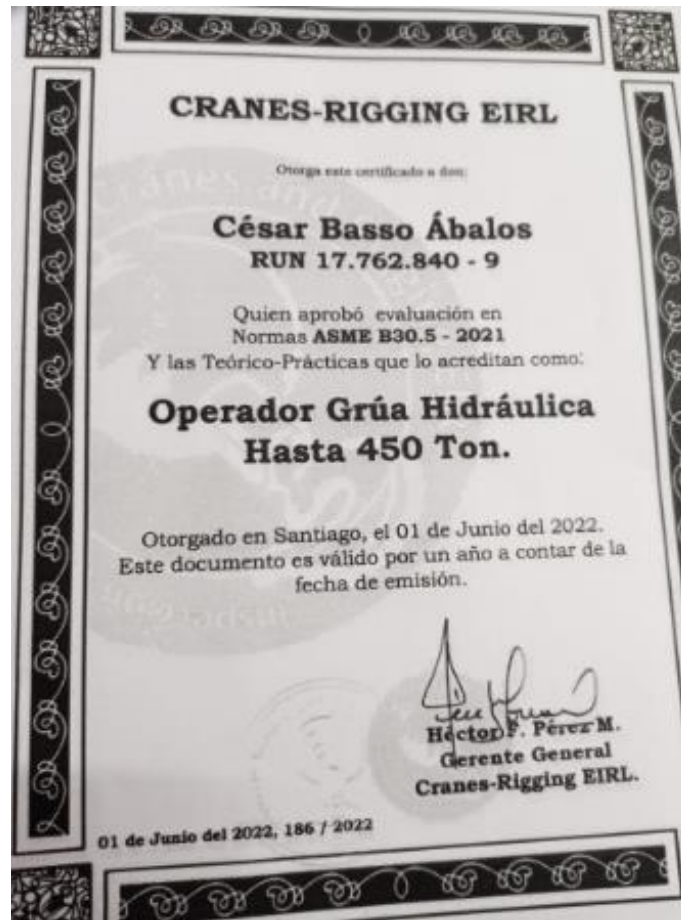 CRANES-RIGGING EIRL
Otorga este certificado a don:
César Basso Ábalos
RUN 17.762.840 - 9
Quien aprobó evaluación en
Normas ASME B30.5 - 2021
Y las Teórico-Prácticas que lo acreditan como:
Operador Grúa Hidráulica
Hasta 450 Ton.
Otorgado en Santiago, el 01 de Junio del 2022.
Este documento es válido por un año a contar de la
fecha de emisión.
Héctor F. Pérez M.
Gerente General
Cranes-Rigging EIRL.
01 de Junio del 2022, 186 / 2022